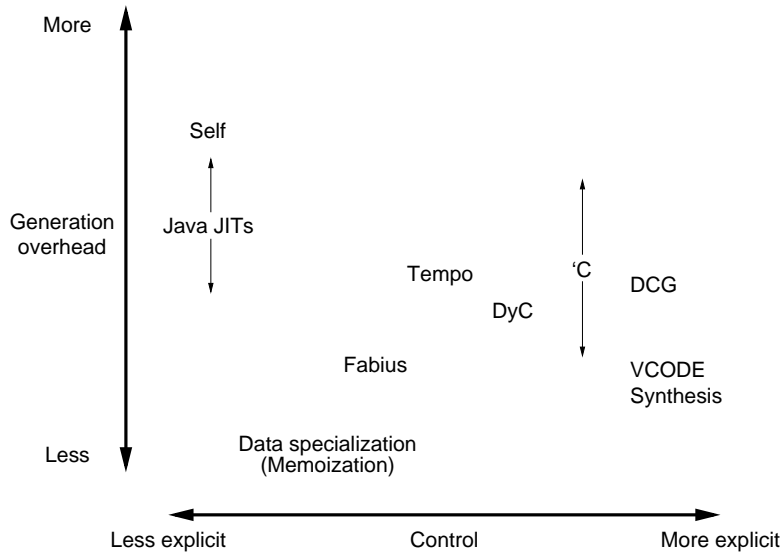 More
Self
Generation
overhead
Java JITs
Tempo
‘C
DCG
DyC
Fabius
VCODE
Synthesis
Data specialization
(Memoization)
Less
Less explicit
Control
More explicit